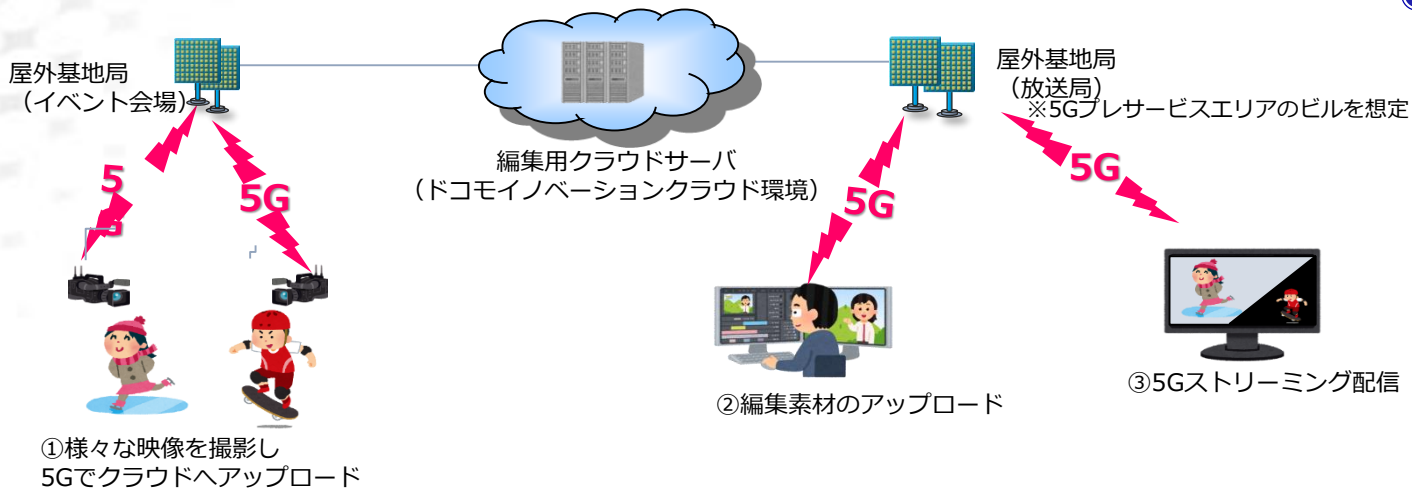 屋外基地局
（イベント会場）
編集用クラウドサーバ
（ドコモイノベーションクラウド環境）
屋外基地局
（放送局）
※5Gプレサービスエリアのビルを想定
5G
5G
5G
5G
①様々な映像を撮影し
5Gでクラウドへアップロード
②編集素材のアップロード
③5Gストリーミング配信